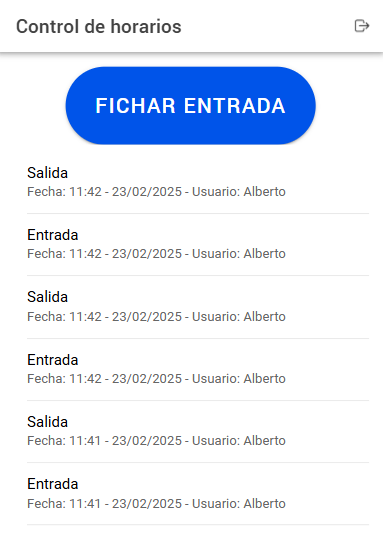 Control de horarios
FICHAR ENTRADA
Salida
Fecha: 11:42 - 23/02/2025 - Usuario: Alberto
Entrada
Fecha: 11:42 - 23/02/2025 - Usuario: Alberto
Salida
Fecha: 11:42 - 23/02/2025 - Usuario: Alberto
Entrada
Fecha: 11:42 - 23/02/2025 - Usuario: Alberto
Salida
Fecha: 11:41 - 23/02/2025 - Usuario: Alberto
Entrada
Fecha: 11:41 - 23/02/2025 - Usuario: Alberto